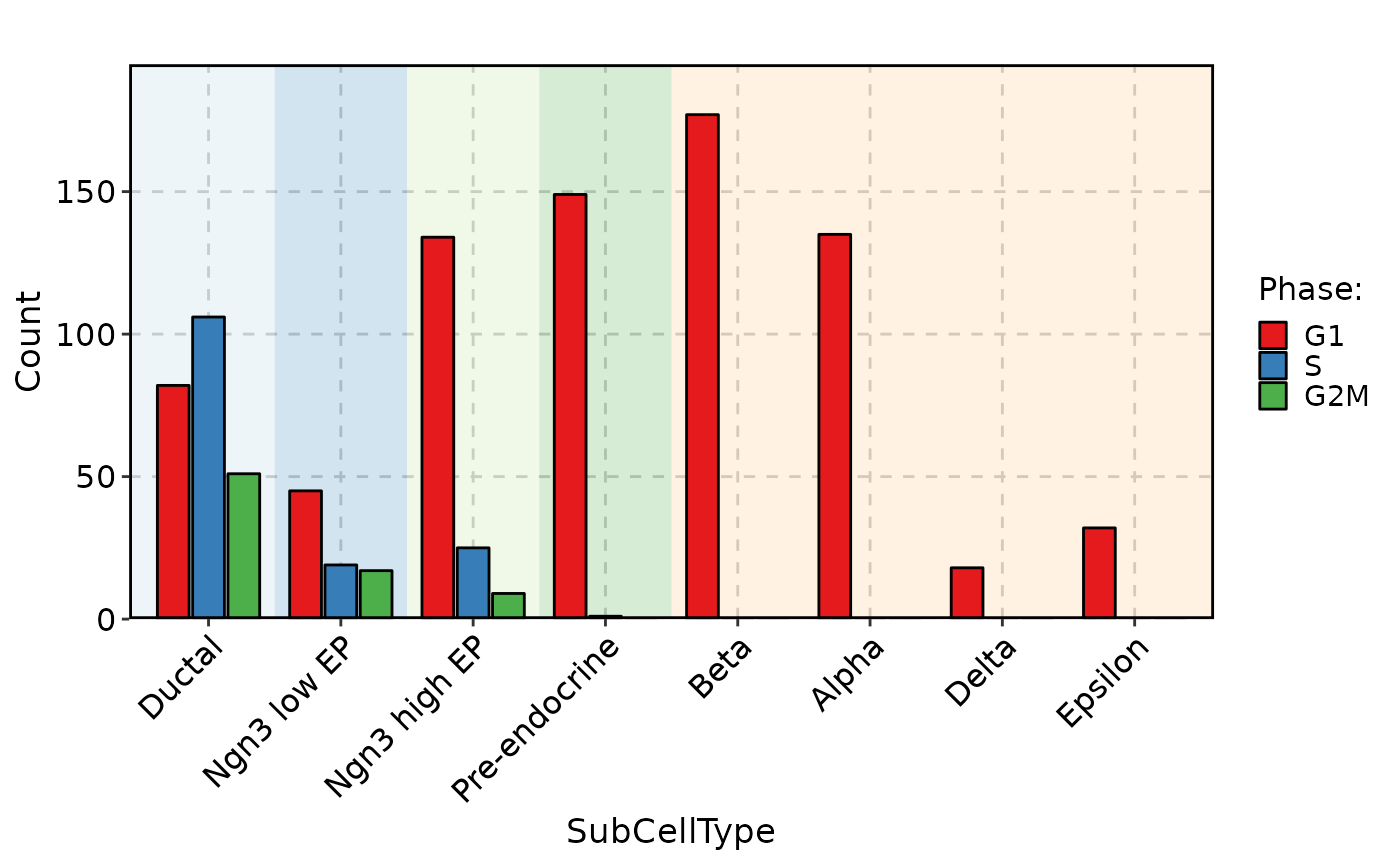 150
100
50
0
Count
Ductal
Ngn3 low EP
Ngn3 high EP
Pre-endocrine
Beta
Alpha
Delta
Epsilon
SubCellType
Phase:
G1
S
G2M